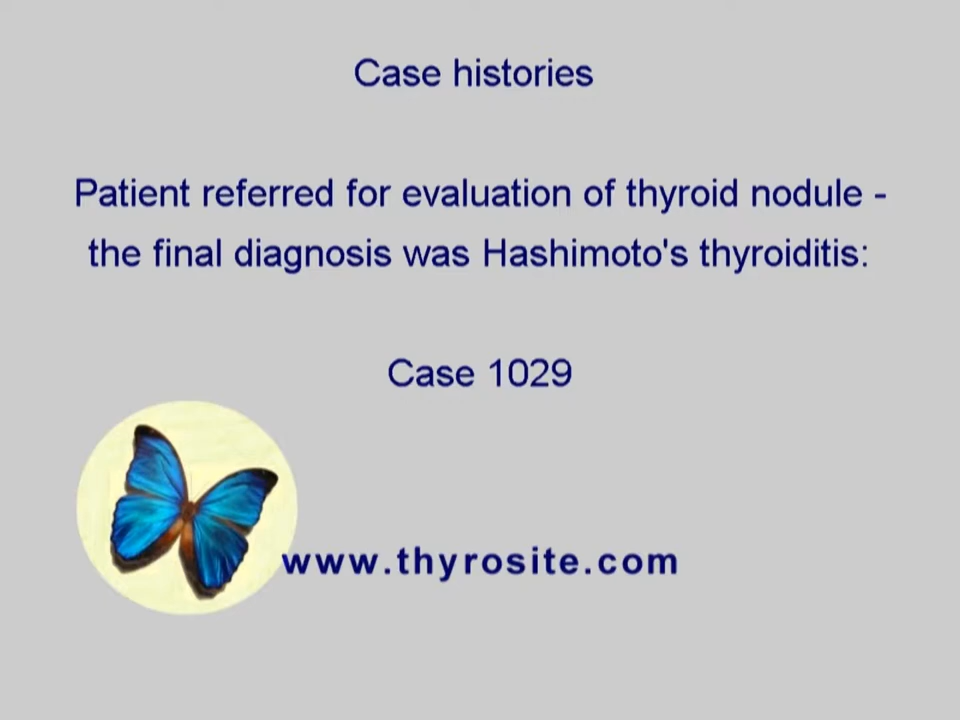 Case histories
Patient referred for evaluation of thyroid nodule -
the final diagnosis was Hashimoto's thyroiditis:
Case 1029
www.thyrosite.com